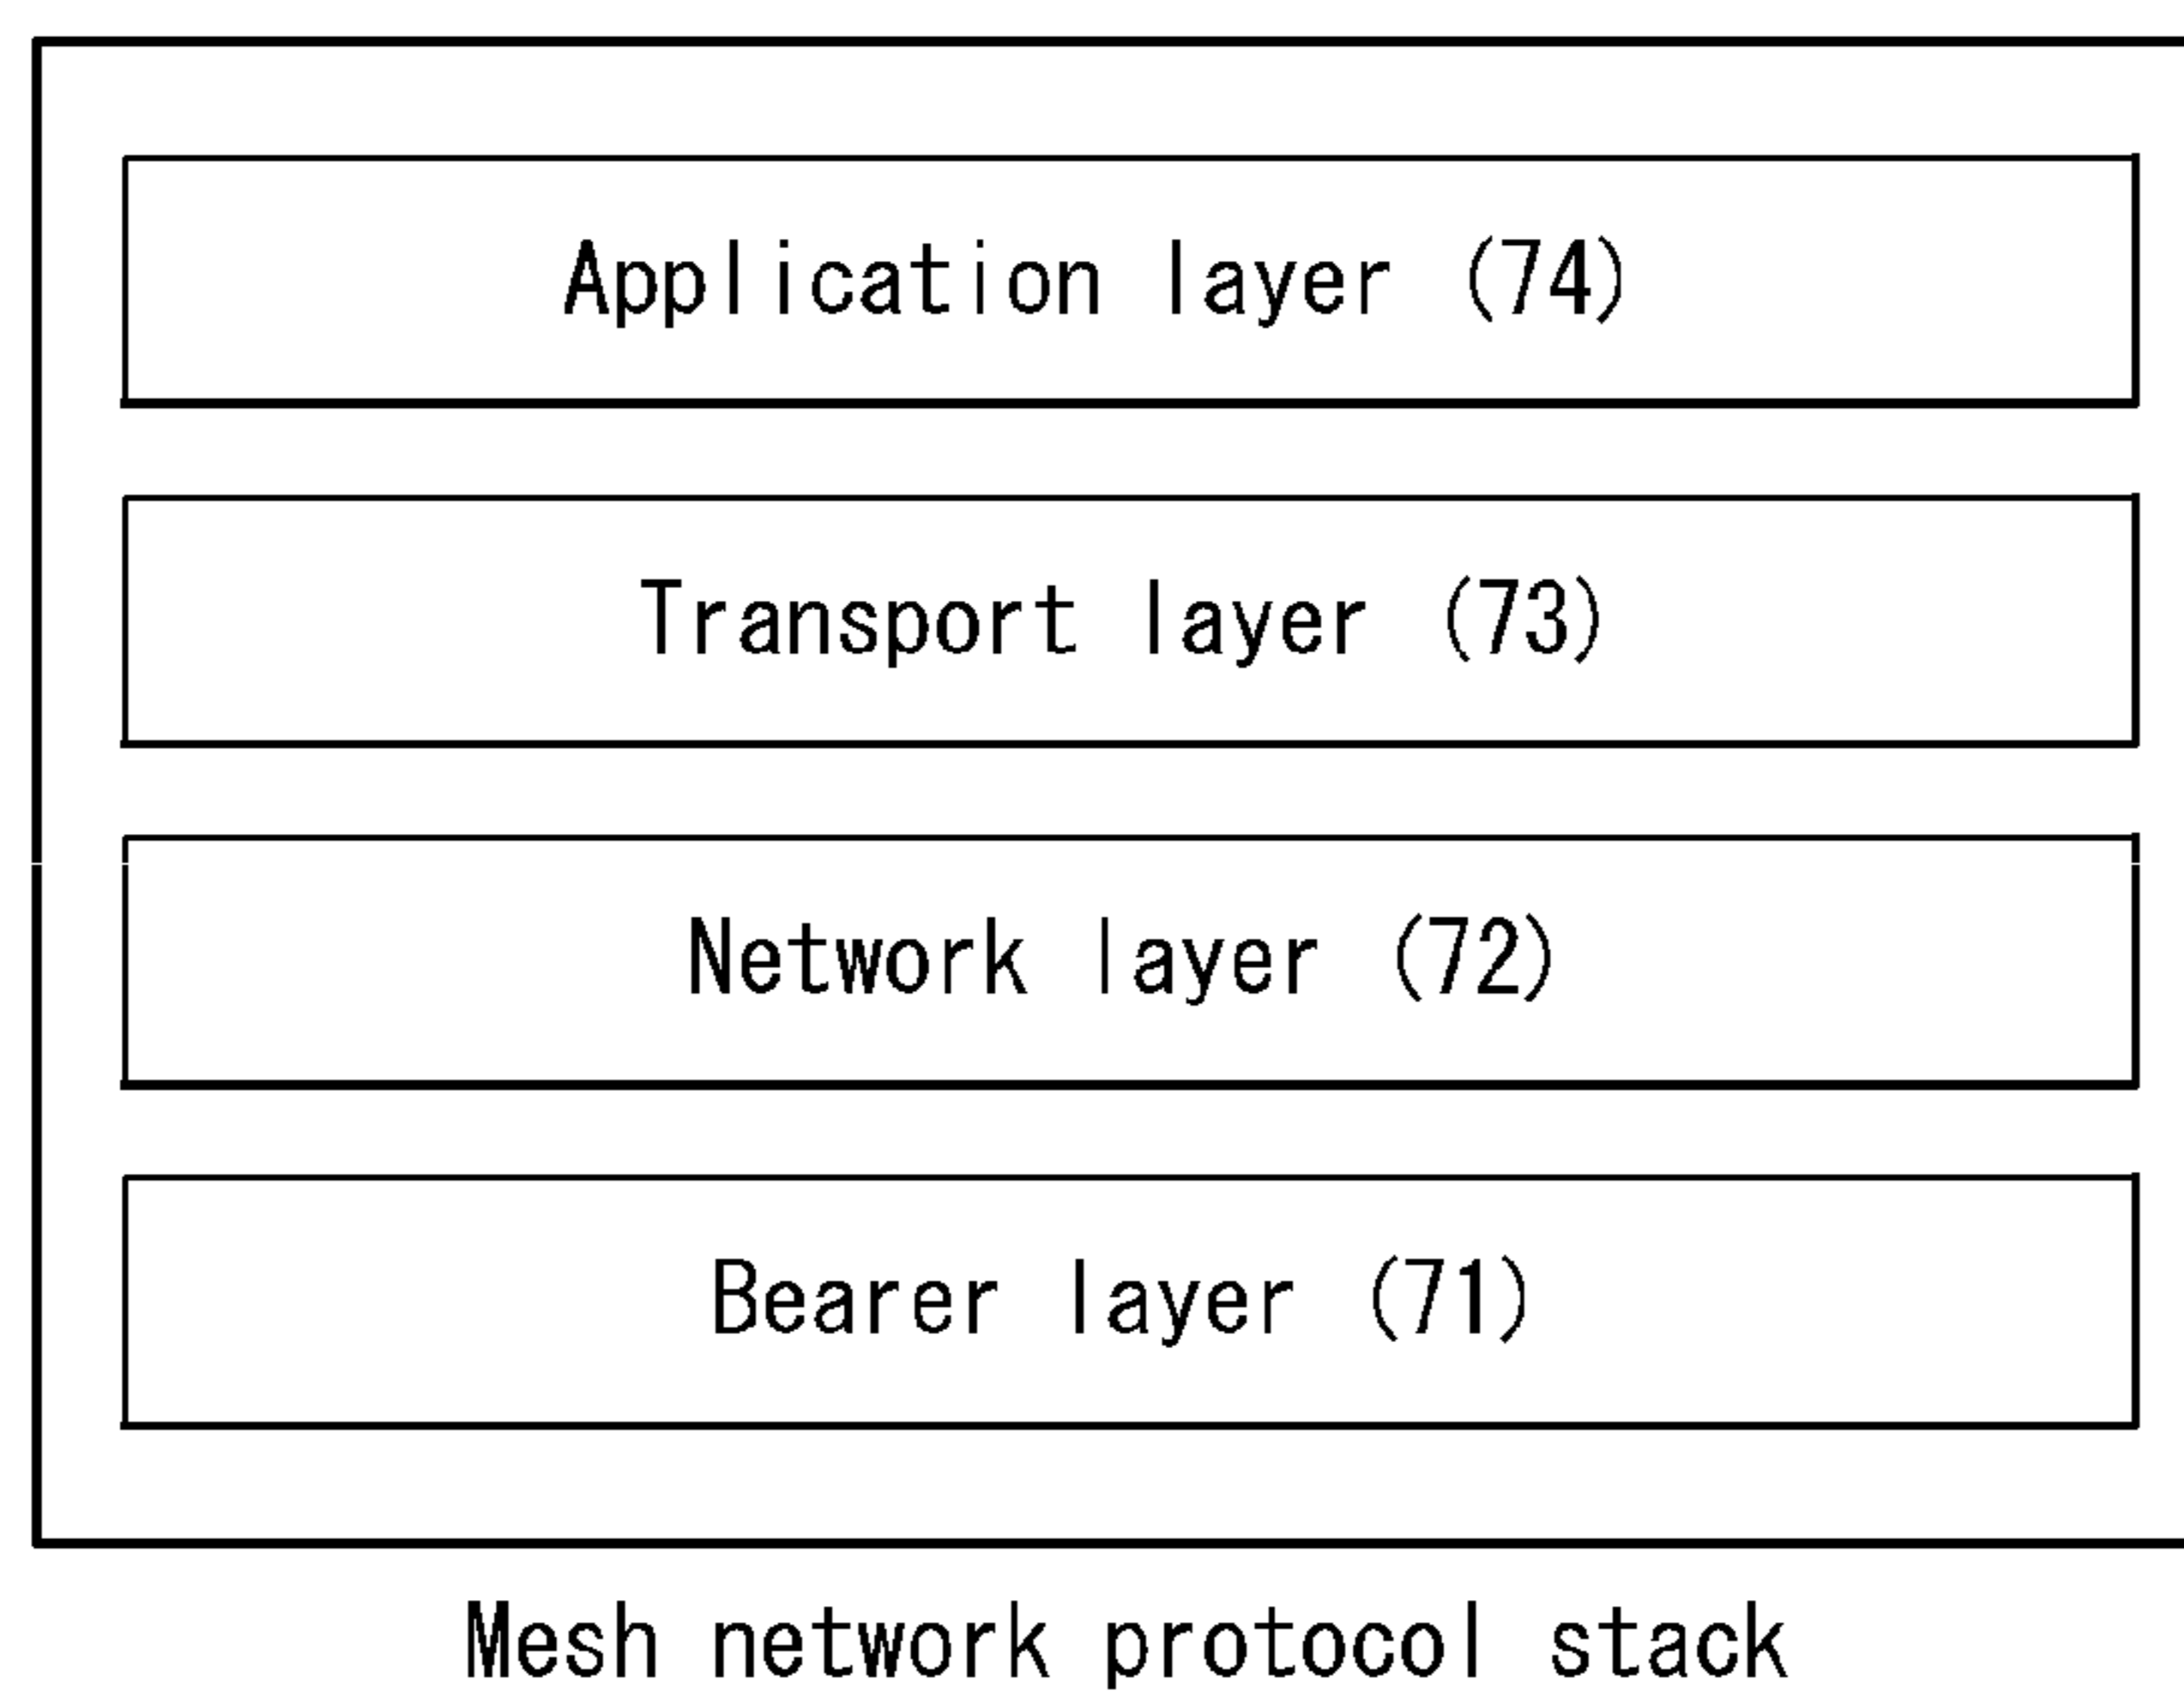 Application layer (74)
Transport layer (73)
Network layer (72)
Bearer layer (71)
Mesh network protocol stack